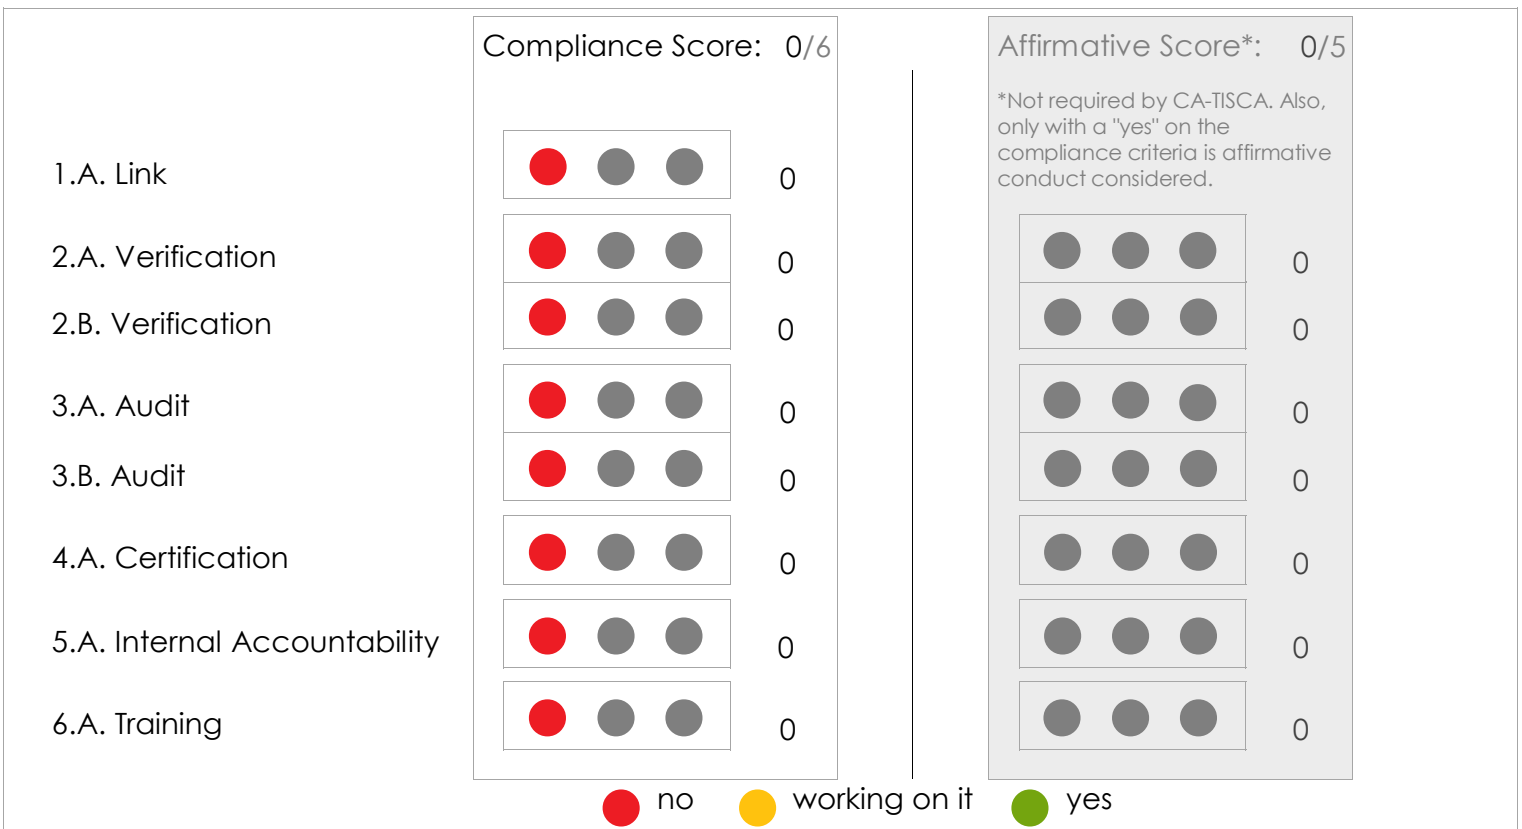 Compliance Score: 0/6
Affirmative Score*: 0/5
*Not required by CA-TISCA. Also,
only with a "yes" on the
compliance criteria is affirmative
conduct considered.
1.A. Link 0
2.A. Verification 0 0
2.B. Verification 0 0
3.A. Audit 0 0
3.B. Audit 0 0
4.A. Certification 0 0
5.A. Internal Accountability 0 0
6.A. Training 0 0
no working on it yes